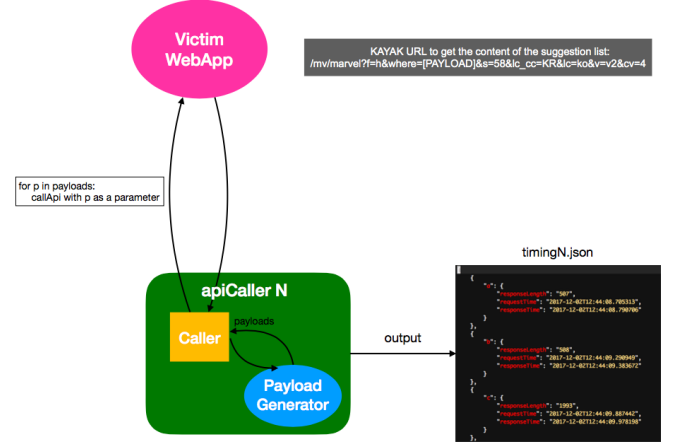 Victim
WebApp
KAYAK URL to get the content of the suggestion list:
/mv/marvel?f=h&where=[PAYLOAD]&s=58&lc_cc=KR&lc=ko&v=v2&cv=4
for p in payloads:
callApi with p as a parameter
apiCaller N
Caller
payloads
Payload
Generator
output
timingN.json
{
": {
"responseLength": "507",
"requestTime": "2017-12-02T12:44:08.705313",
"responseTime": "2017-12-02T12:44:08.790706"
}
},
{
": {
"responseLength": "508",
"requestTime": "2017-12-02T12:44:09.290949",
"responseTime": "2017-12-02T12:44:09.383672"
}
},
{
": {
"responseLength": "1993",
"requestTime": "2017-12-02T12:44:09.887442",
"responseTime": "2017-12-02T12:44:09.978198"
}
},